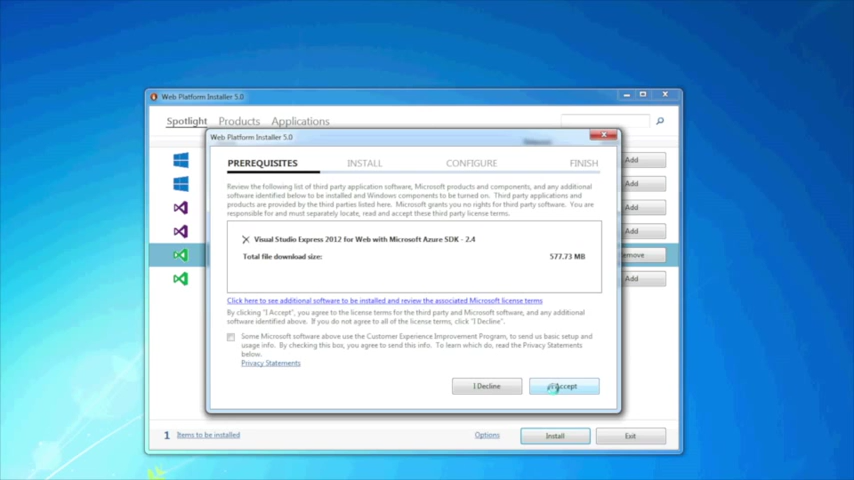 Web Platform Installer 5.0
Spotlight Products Applications
Web Platform Installer 5.0
PREREQUISITES INSTALL CONFIGURE FINISH
Add
Add
Add
Add
Add
Review the following list of third party application software, Microsoft products and components, and any additional
software identified below to be installed and Windows components to be turned on. Third party applications and
products are provided by the third parties listed here. Microsoft grants you no rights for third party software. You are
responsible for and must separately locate, read and accept these third party license terms.
Visual Studio Express 2012 for Web with Microsoft Azure SDK - 2.4
Total file download size: 577.73 MB
Click here to see additional software to be installed and review the associated Microsoft license terms
By clicking "I Accept", you agree to the license terms for the third party and Microsoft software, and any additional
software identified above. If you do not agree to all of the license terms, click "I Decline".
Some Microsoft software above use the Customer Experience Improvement Program, to send us basic setup and
usage info. By checking this box, you agree to send this info. To learn which do, read the Privacy Statements
below.
Privacy Statements
I Decline
1 Items to be installed Options Install Exit